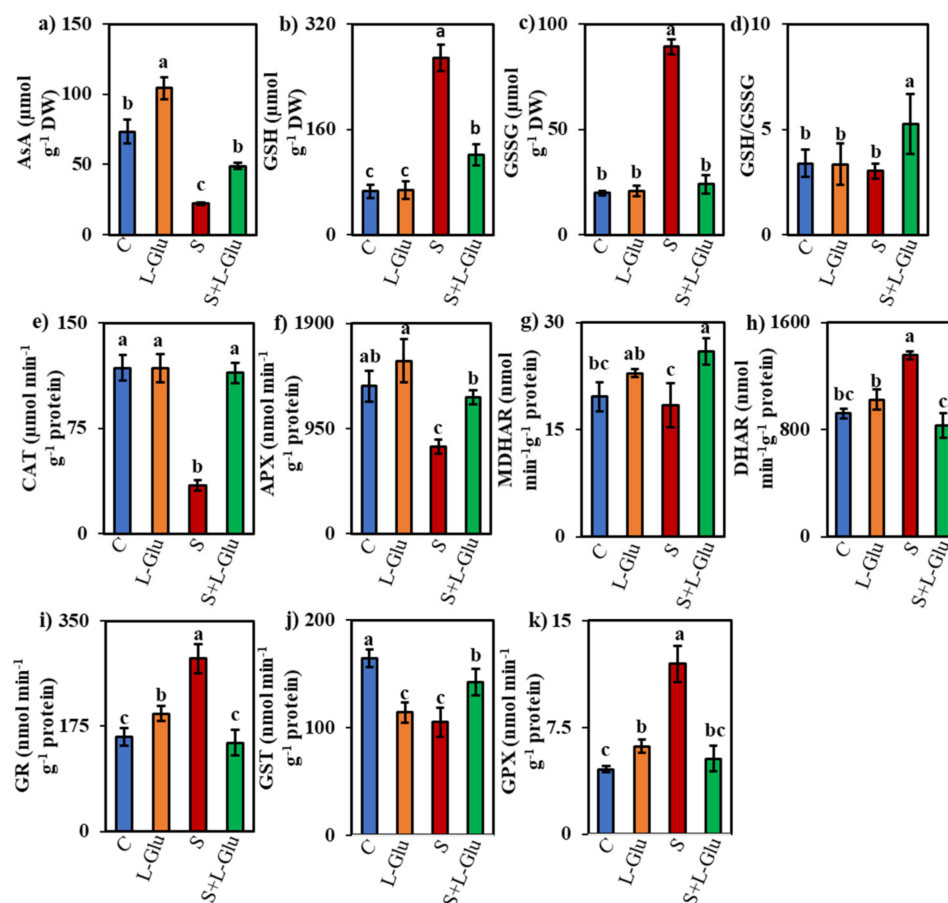 a)
AsA (µmol
g⁻¹ DW)
150
100
50
0
b
a
c
b
C
L-Glu
S
S+L-Glu
b)
GSH (µmol
g⁻¹ DW)
320
160
0
c
c
a
b
C
L-Glu
S
S+L-Glu
c)
GSSG (µmol
g⁻¹ DW)
100
50
0
b
b
a
b
C
L-Glu
S
S+L-Glu
d)
GSH/GSSG
10
5
0
b
b
b
a
C
L-Glu
S
S+L-Glu
e)
CAT (µmol min⁻¹
g⁻¹ protein)
150
75
0
a
a
b
a
C
L-Glu
S
S+L-Glu
f)
APX (nmol min⁻¹
g⁻¹ protein)
1900
950
0
ab
a
c
b
C
L-Glu
S
S+L-Glu
g)
MDHAR (nmol
min⁻¹g⁻¹ protein)
30
15
0
bc
ab
c
a
C
L-Glu
S
S+L-Glu
h)
DHAR (nmol
min⁻¹g⁻¹ protein)
1600
800
0
bc
b
a
c
C
L-Glu
S
S+L-Glu
i)
GR (nmol min⁻¹
g⁻¹ protein)
350
175
0
c
b
a
c
C
L-Glu
S
S+L-Glu
j)
GST (nmol min⁻¹
g⁻¹ protein)
200
100
0
a
c
c
b
C
L-Glu
S
S+L-Glu
k)
GPX (nmol min⁻¹
g⁻¹ protein)
15
7.5
0
c
b
a
bc
C
L-Glu
S
S+L-Glu